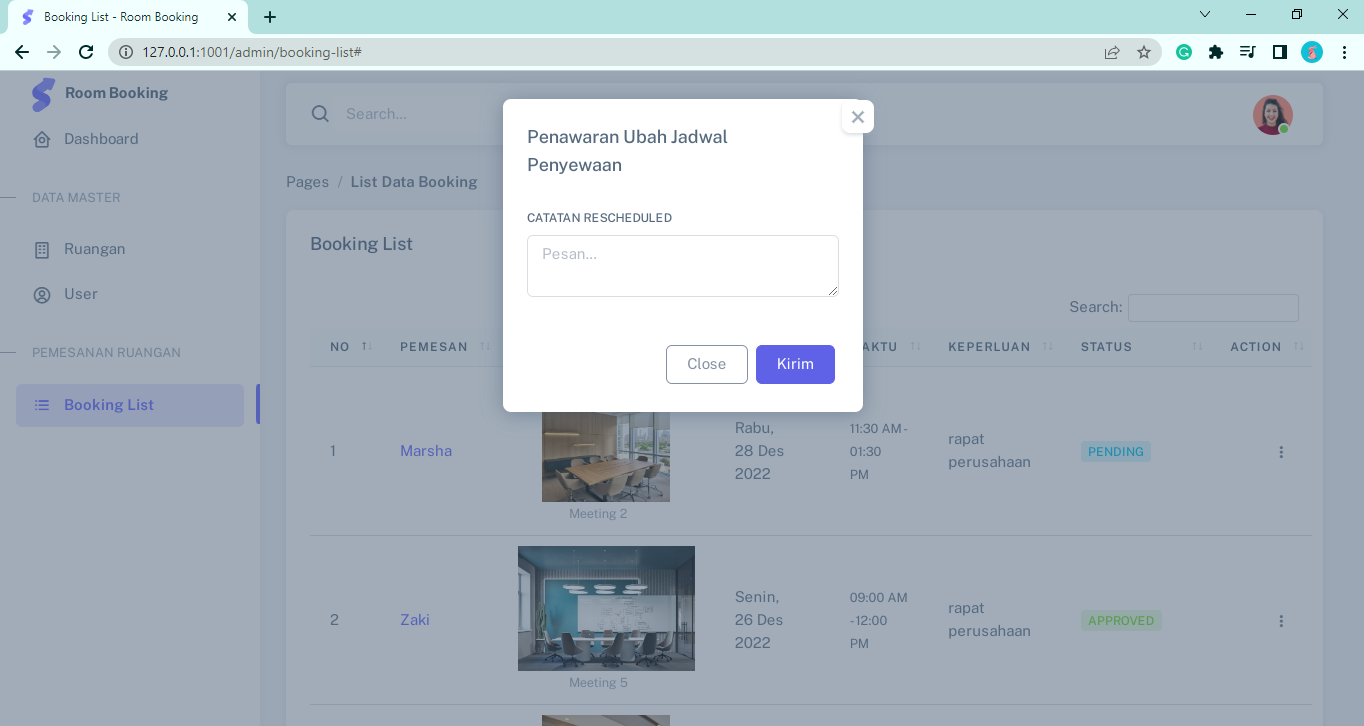 Booking List - Room Booking
127.0.0.1:1001/admin/booking-list#
Room Booking
Dashboard
DATA MASTER
Ruangan
User
PEMESANAN RUANGAN
Booking List
Search...
Pages / List Data Booking
Booking List
Search:
Penawaran Ubah Jadwal
Penyewaan
CATATAN RESCHEDULED
Pesan...
Close
Kirim
NO PEMESAN AKTU KEPERLUAN STATUS ACTION
1
Marsha
Meeting 2
Rabu,
28 Des
2022
11:30 AM -
01:30
PM
rapat
perusahaan
PENDING
2
Zaki
Meeting 5
Senin,
26 Des
2022
09:00 AM
- 12:00
PM
rapat
perusahaan
APPROVED